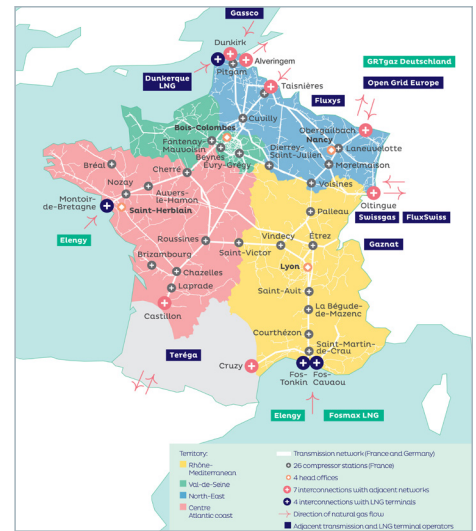 Gassco
Dunkirk
Alveringem
Pitgam
GRTgaz Deutschland
Dunkerque
LNG
Taisnières
Open Grid Europe
Fluxys
Cuvilly
Obergailbach
Bois-Colombes
Nancy
Fontenay-
Mauvoisin
Dierrey-
Saint-Julien
Laneuvelotte
Beynes
Évry-Grégy
Morelmaison
Bréal
Cherré
Voisines
Nozay
Auvers-
le-Hamon
Oltingue
Montoir-
de-Bretagne
Saint-Herblain
Palleau
Swissgas
FluxSwiss
Elengy
Roussines
Saint-Victor
Vindecy
Étrez
Gaznat
Brizambourg
Lyon
Chazelles
Laprade
Saint-Auit
Castillon
La Bégude-
de-Mazenc
Courthézon
Saint-Martin-
de-Crau
Teréga
Cruzy
Fos-
Tonkin
Fos-
Cavaou
Elengy
Fosmax LNG
Territory:
Rhône-
Mediterranean
Val-de-Seine
North-East
Centre
Atlantic coast
Transmission network (France and Germany)
26 compressor stations (France)
4 head offices
7 interconnections with adjacent networks
4 interconnections with LNG terminals
Direction of natural gas flow
Adjacent transmission and LNG terminal operators